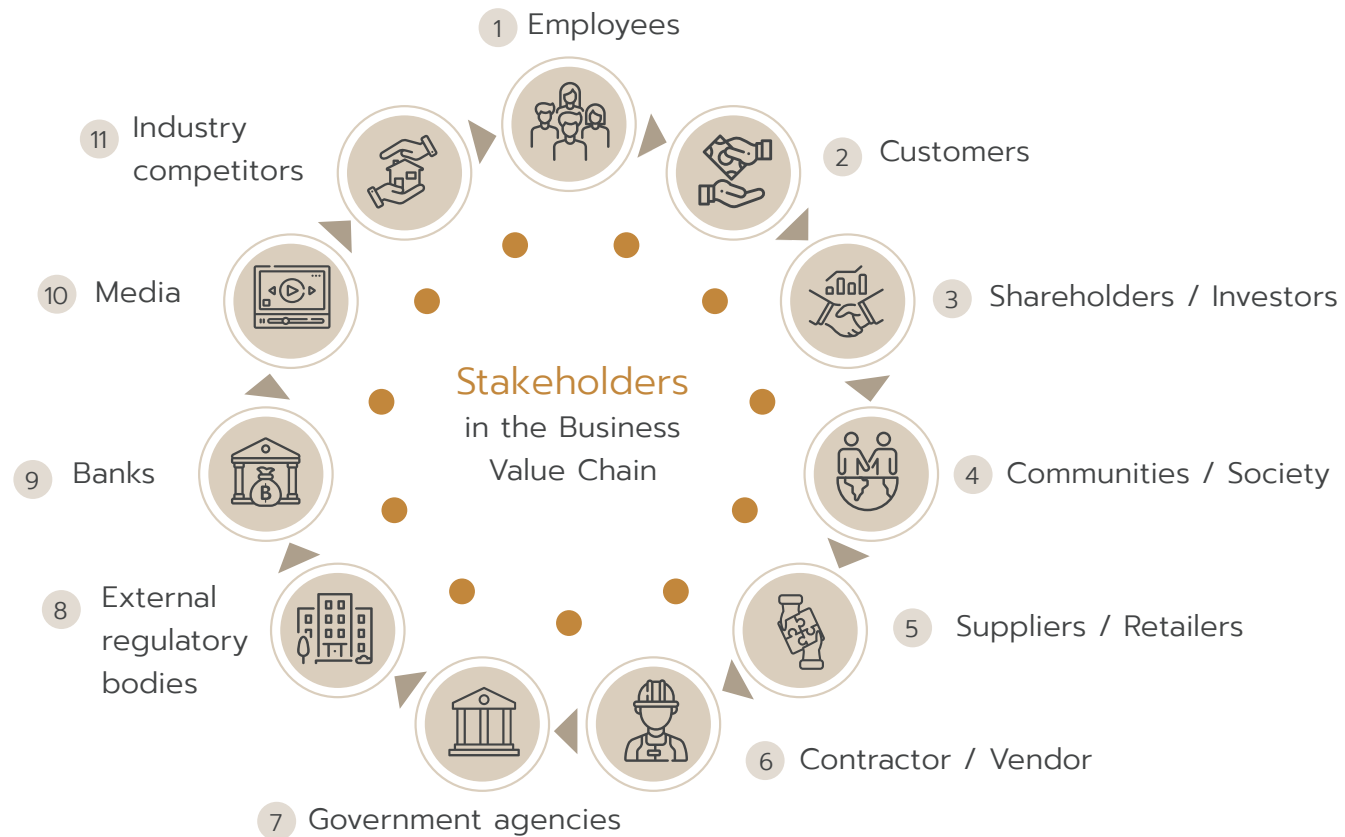 1 Employees
2 Customers
3 Shareholders / Investors
4 Communities / Society
5 Suppliers / Retailers
6 Contractor / Vendor
7 Government agencies
8 External
regulatory
bodies
9 Banks
฿
10 Media
11 Industry
competitors
Stakeholders
in the Business
Value Chain